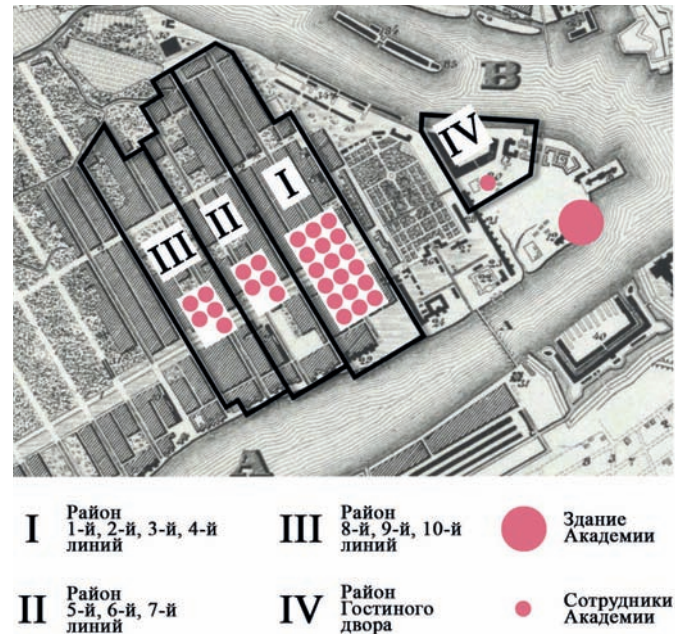 В
IV
I
II
III
А
I Район
1-й, 2-й, 3-й, 4-й
линий
III Район
8-й, 9-й, 10-й
линий
Здание
Академии
II Район
5-й, 6-й, 7-й
линий
IV Район
Гостиного
двора
Сотрудники
Академии